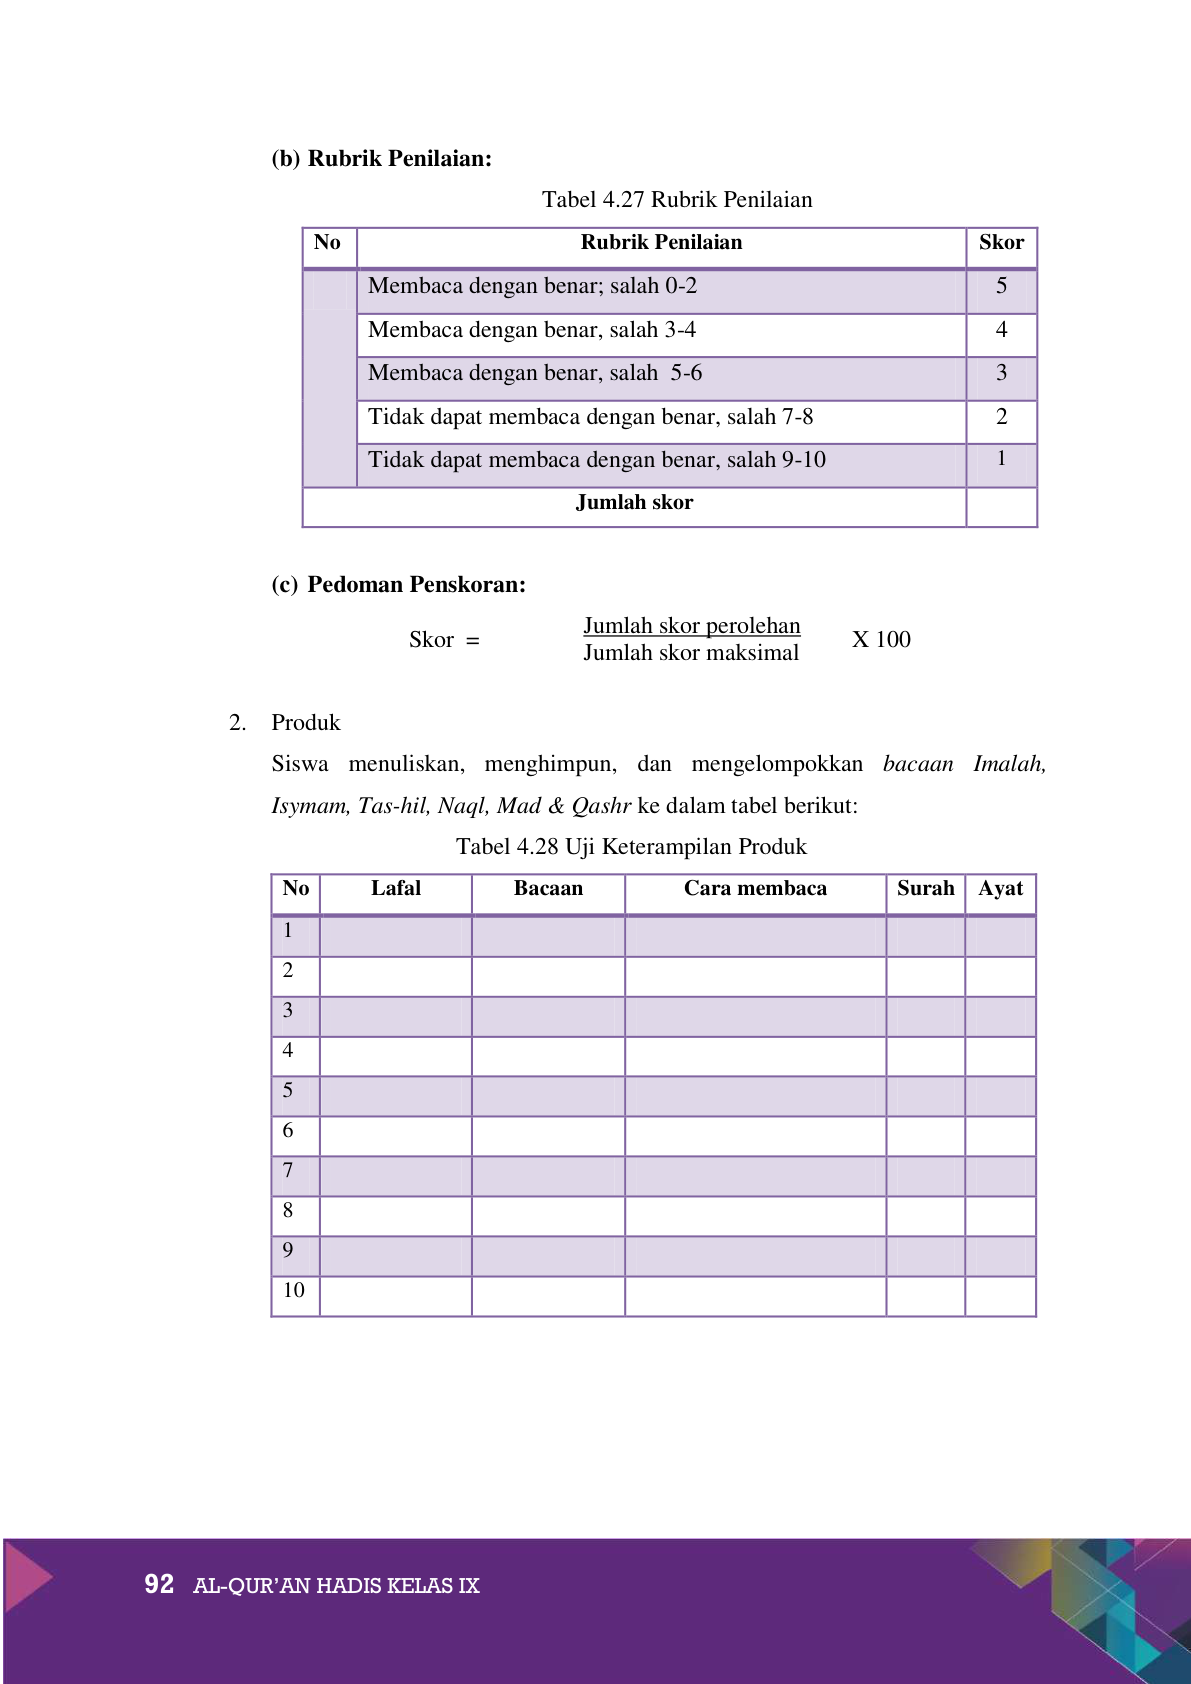 (b) Rubrik Penilaian:
Tabel 4.27 Rubrik Penilaian
No Rubrik Penilaian Skor
Membaca dengan benar; salah 0-2 5
Membaca dengan benar, salah 3-4 4
Membaca dengan benar, salah 5-6 3
Tidak dapat membaca dengan benar, salah 7-8 2
Tidak dapat membaca dengan benar, salah 9-10 1
Jumlah skor
(c) Pedoman Penskoran:
Jumlah skor perolehan
Skor = X 100
Jumlah skor maksimal
2. Produk
Siswa menuliskan, menghimpun, dan mengelompokkan bacaan Imalah,
Isymam, Tas-hil, Naql, Mad & Qashr ke dalam tabel berikut:
Tabel 4.28 Uji Keterampilan Produk
No Lafal Bacaan Cara membaca Surah Ayat
1
2
3
4
5
6
7
8
9
10
92 AL-QUR’AN HADIS KELAS IX